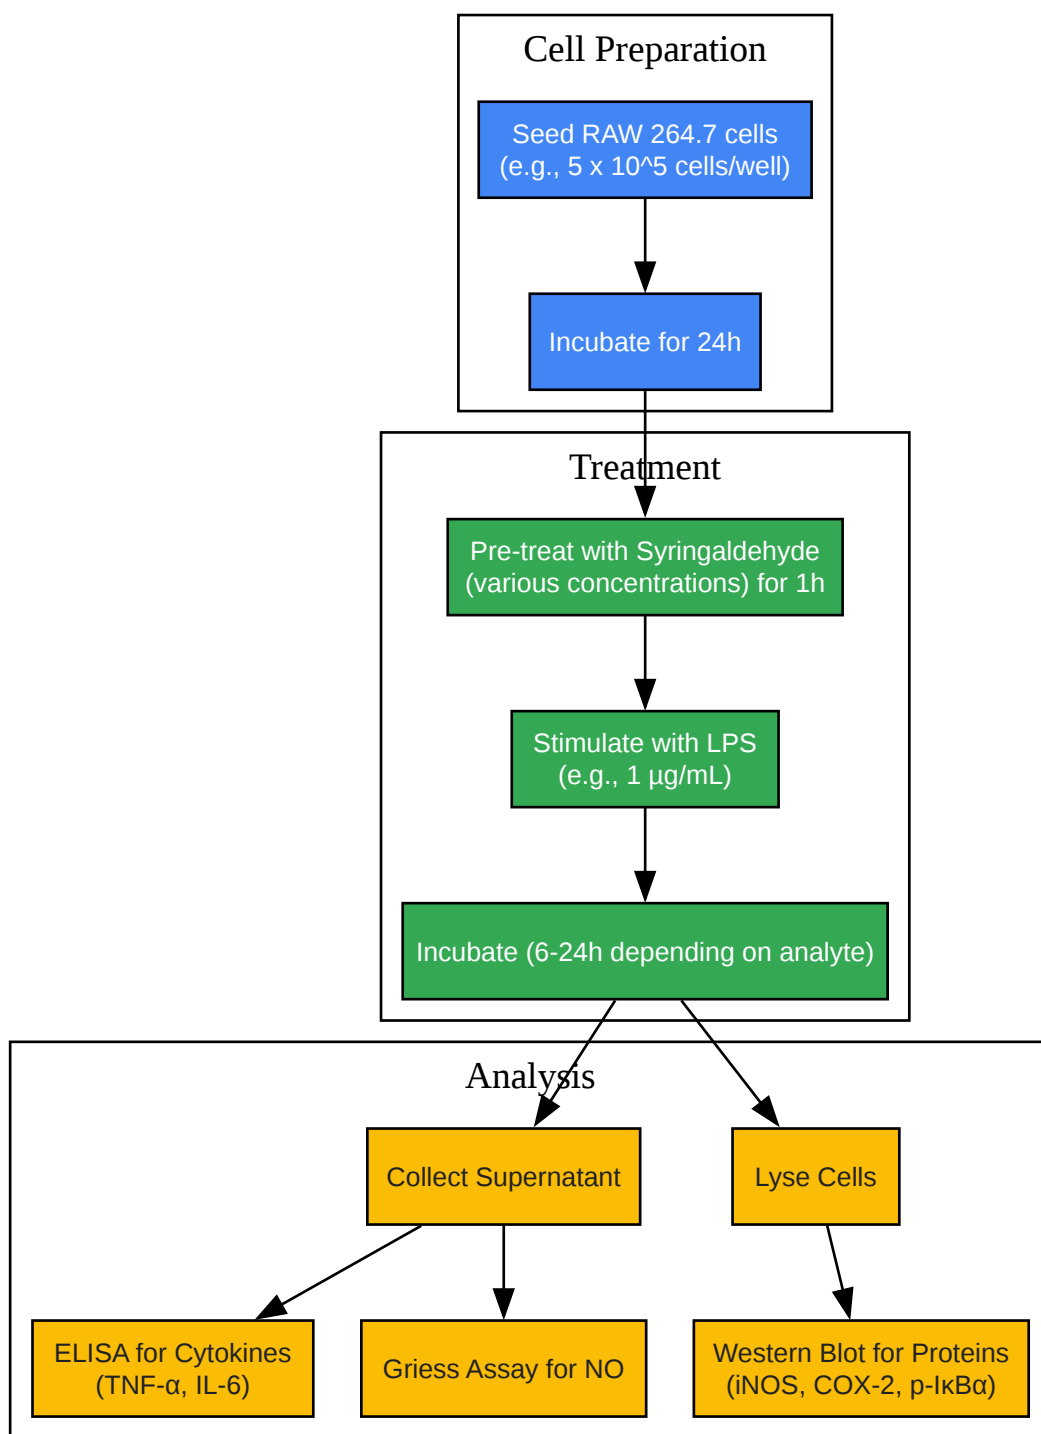 Cell Preparation
Seed RAW 264.7 cells
(e.g., 5 x 10^5 cells/well)
Incubate for 24h
Treatment
Pre-treat with Syringaldehyde
(various concentrations) for 1h
Stimulate with LPS
(e.g., 1 µg/mL)
Incubate (6-24h depending on analyte)
Analysis
Collect Supernatant
Lyse Cells
ELISA for Cytokines
(TNF-α, IL-6)
Griess Assay for NO
Western Blot for Proteins
(iNOS, COX-2, p-IκBα)